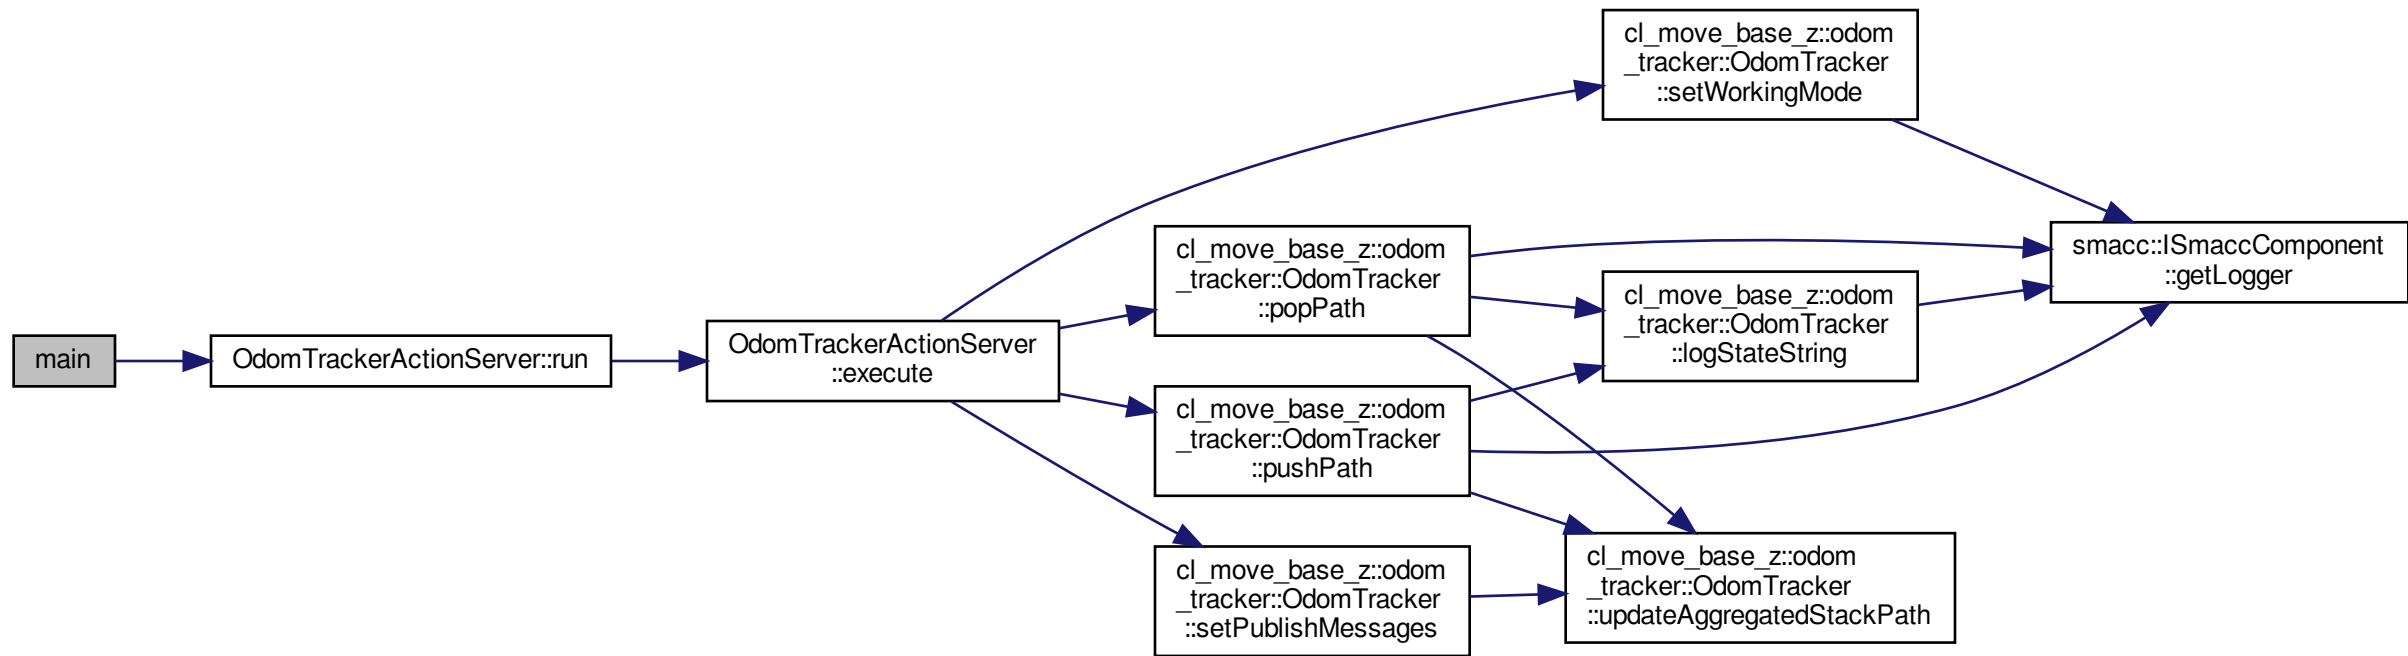 main
OdomTrackerActionServer::run
OdomTrackerActionServer
::execute
cl_move_base_z::odom
_tracker::OdomTracker
::setWorkingMode
cl_move_base_z::odom
_tracker::OdomTracker
::popPath
cl_move_base_z::odom
_tracker::OdomTracker
::pushPath
cl_move_base_z::odom
_tracker::OdomTracker
::setPublishMessages
cl_move_base_z::odom
_tracker::OdomTracker
::logStateString
cl_move_base_z::odom
_tracker::OdomTracker
::updateAggregatedStackPath
smacc::ISmaccComponent
::getLogger